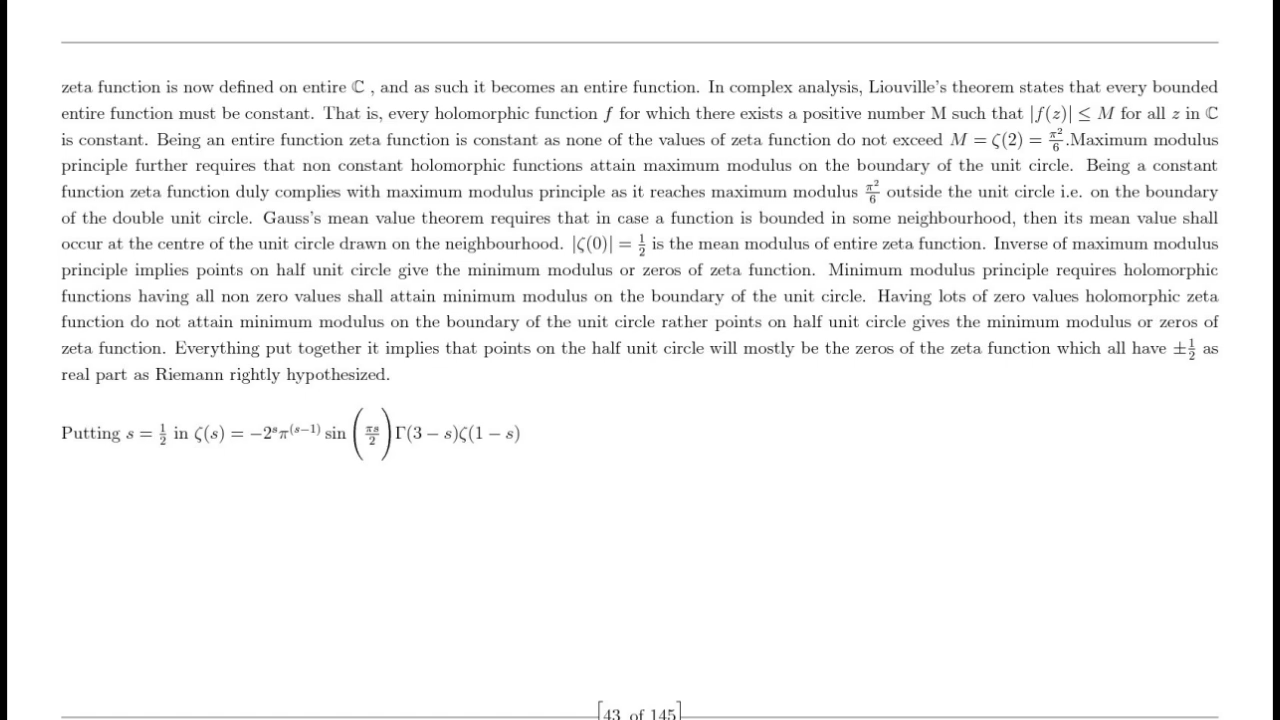 zeta function is now defined on entire ℂ , and as such it becomes an entire function. In complex analysis, Liouville's theorem states that every bounded
entire function must be constant. That is, every holomorphic function f for which there exists a positive number M such that |f(z)| ≤ M for all z in ℂ
is constant. Being an entire function zeta function is constant as none of the values of zeta function do not exceed M = ζ(2) = π²/6.Maximum modulus
principle further requires that non constant holomorphic functions attain maximum modulus on the boundary of the unit circle. Being a constant
function zeta function duly complies with maximum modulus principle as it reaches maximum modulus π²/6 outside the unit circle i.e. on the boundary
of the double unit circle. Gauss's mean value theorem requires that in case a function is bounded in some neighbourhood, then its mean value shall
occur at the centre of the unit circle drawn on the neighbourhood. |ζ(0)| = 1/2 is the mean modulus of entire zeta function. Inverse of maximum modulus
principle implies points on half unit circle give the minimum modulus or zeros of zeta function. Minimum modulus principle requires holomorphic
functions having all non zero values shall attain minimum modulus on the boundary of the unit circle. Having lots of zero values holomorphic zeta
function do not attain minimum modulus on the boundary of the unit circle rather points on half unit circle gives the minimum modulus or zeros of
zeta function. Everything put together it implies that points on the half unit circle will mostly be the zeros of the zeta function which all have ±1/2 as
real part as Riemann rightly hypothesized.
Putting s = 1/2 in ζ(s) = −2ˢπ⁽ˢ⁻¹⁾ sin(πs/2)Γ(3 − s)ζ(1 − s)
[43 of 145]